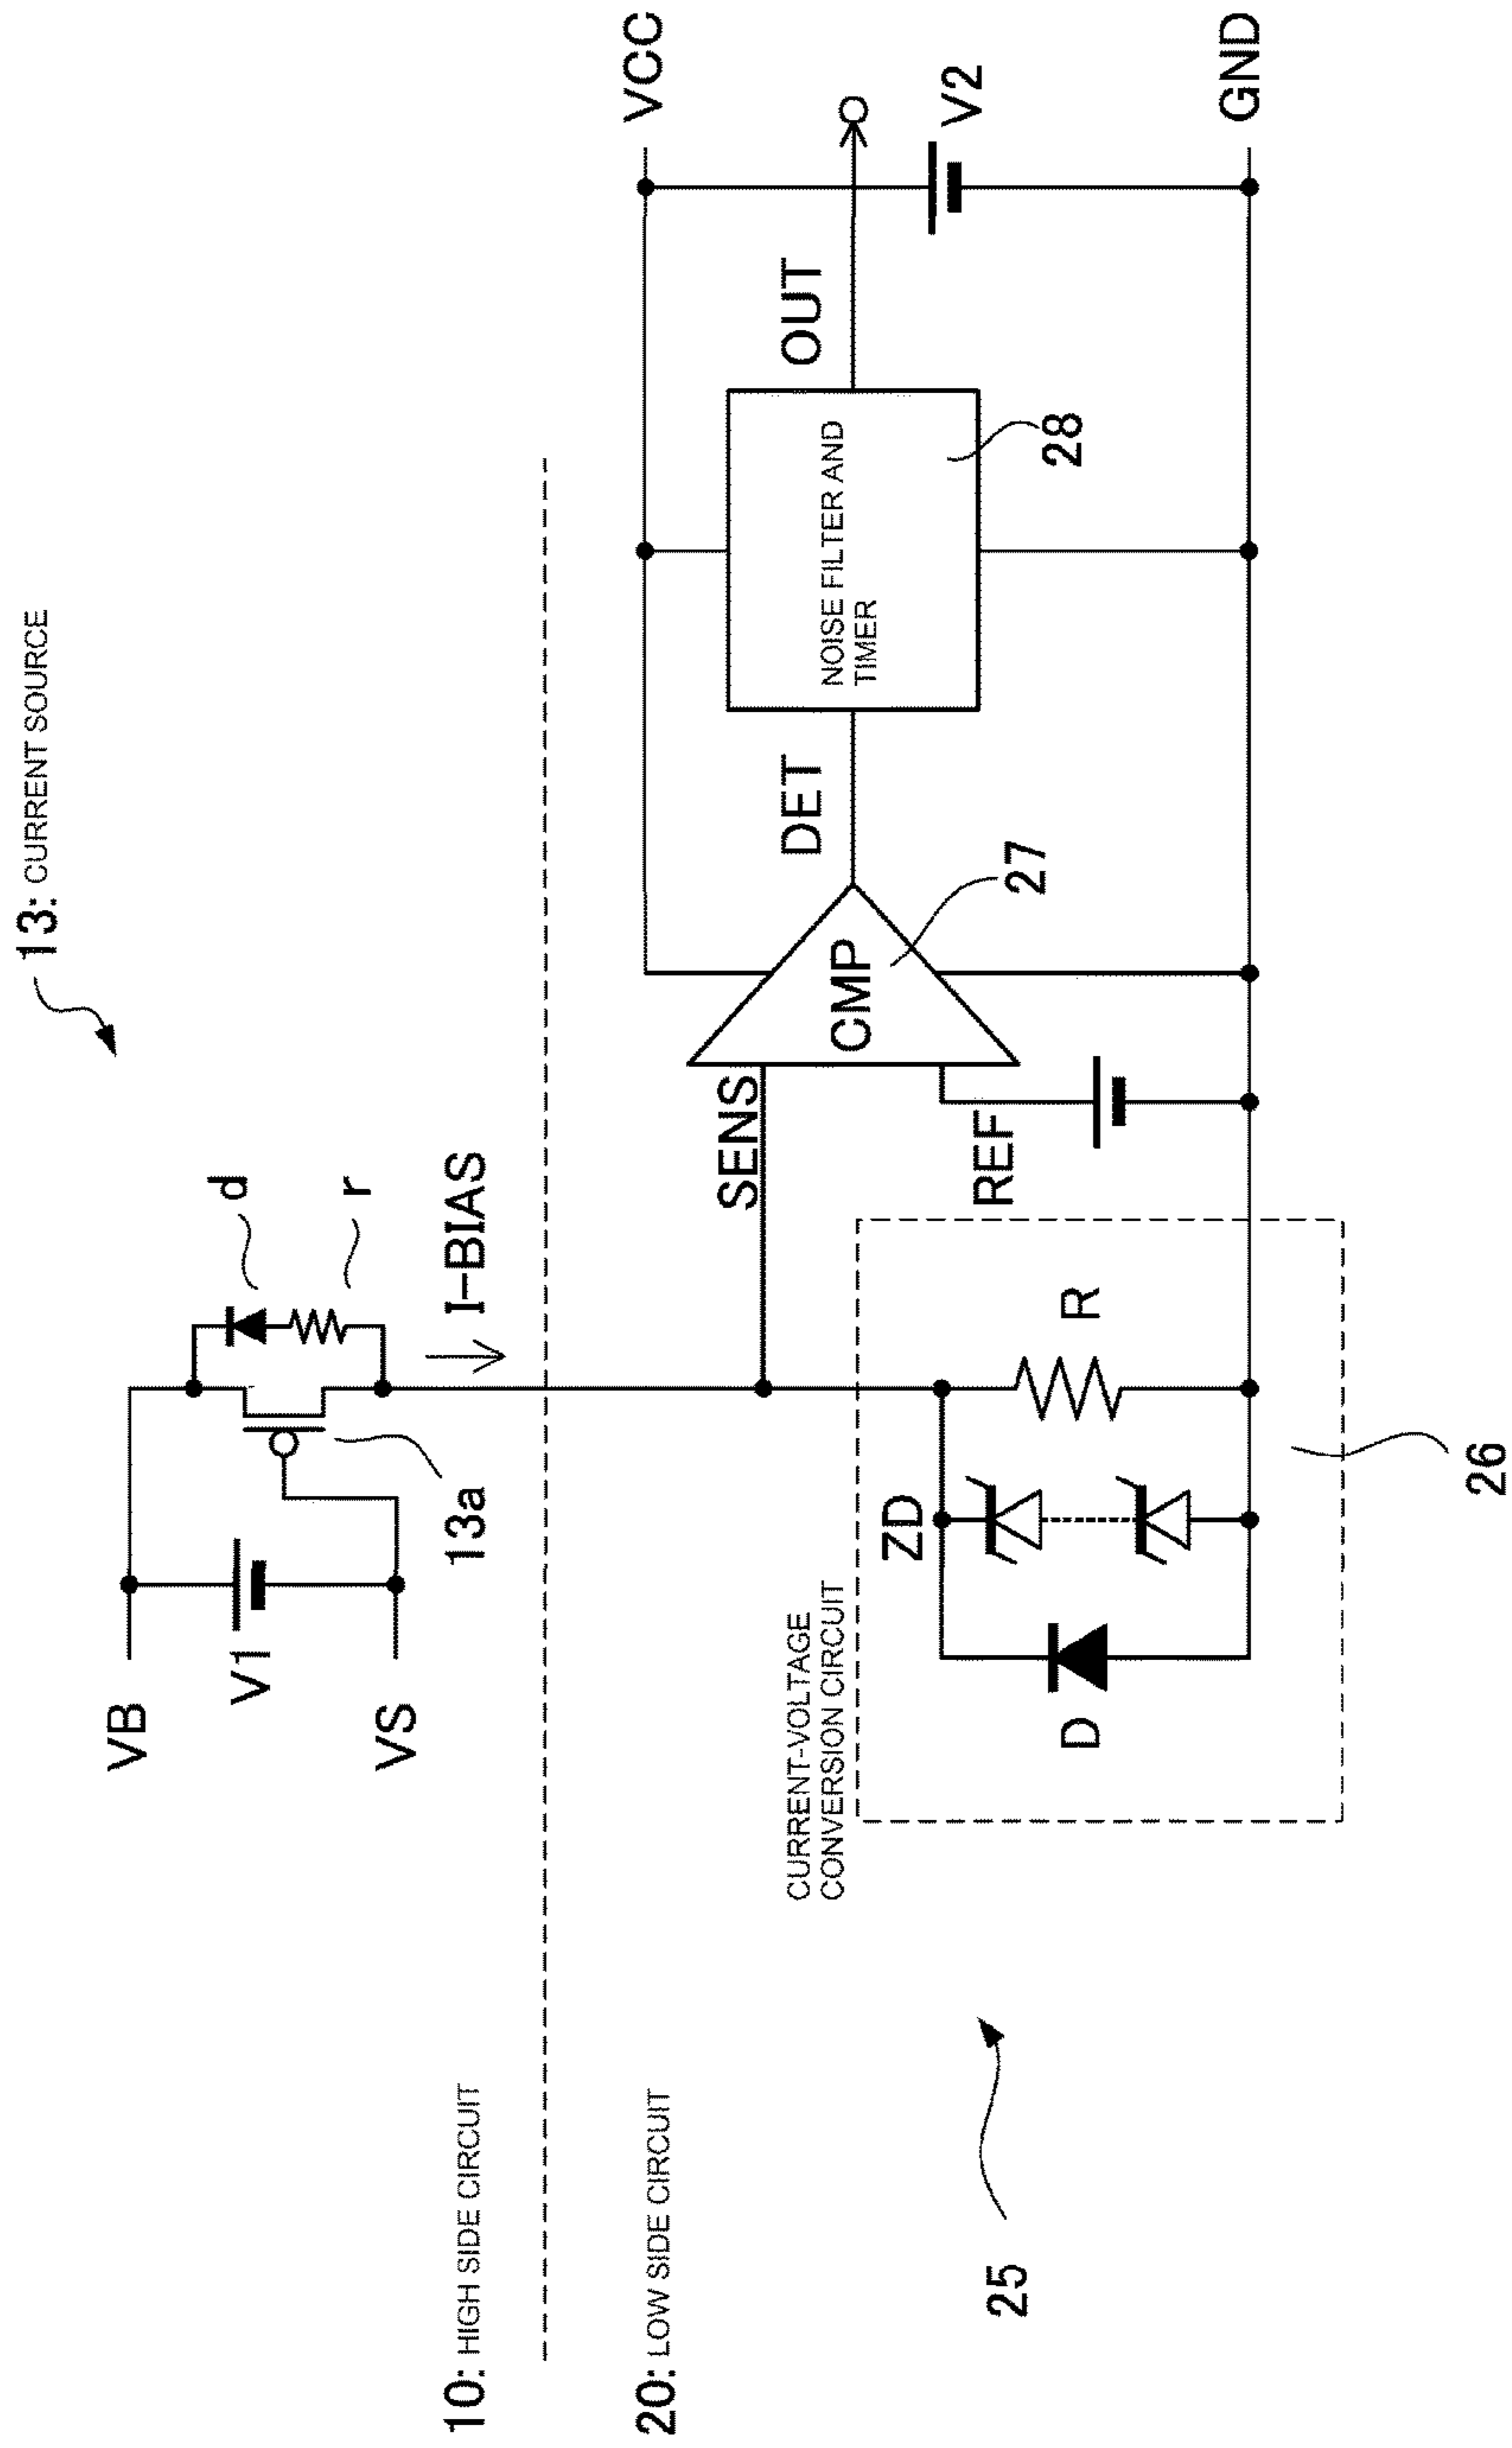 13: CURRENT SOURCE
VB
V1
VS
13a
d
r
I-BIAS
10: HIGH SIDE CIRCUIT
20: LOW SIDE CIRCUIT
VCC
SENS
CMP
27
REF
DET
NOISE FILTER AND
TIMER
28
OUT
V2
GND
CURRENT-VOLTAGE
CONVERSION CIRCUIT
ZD
D
R
26
25